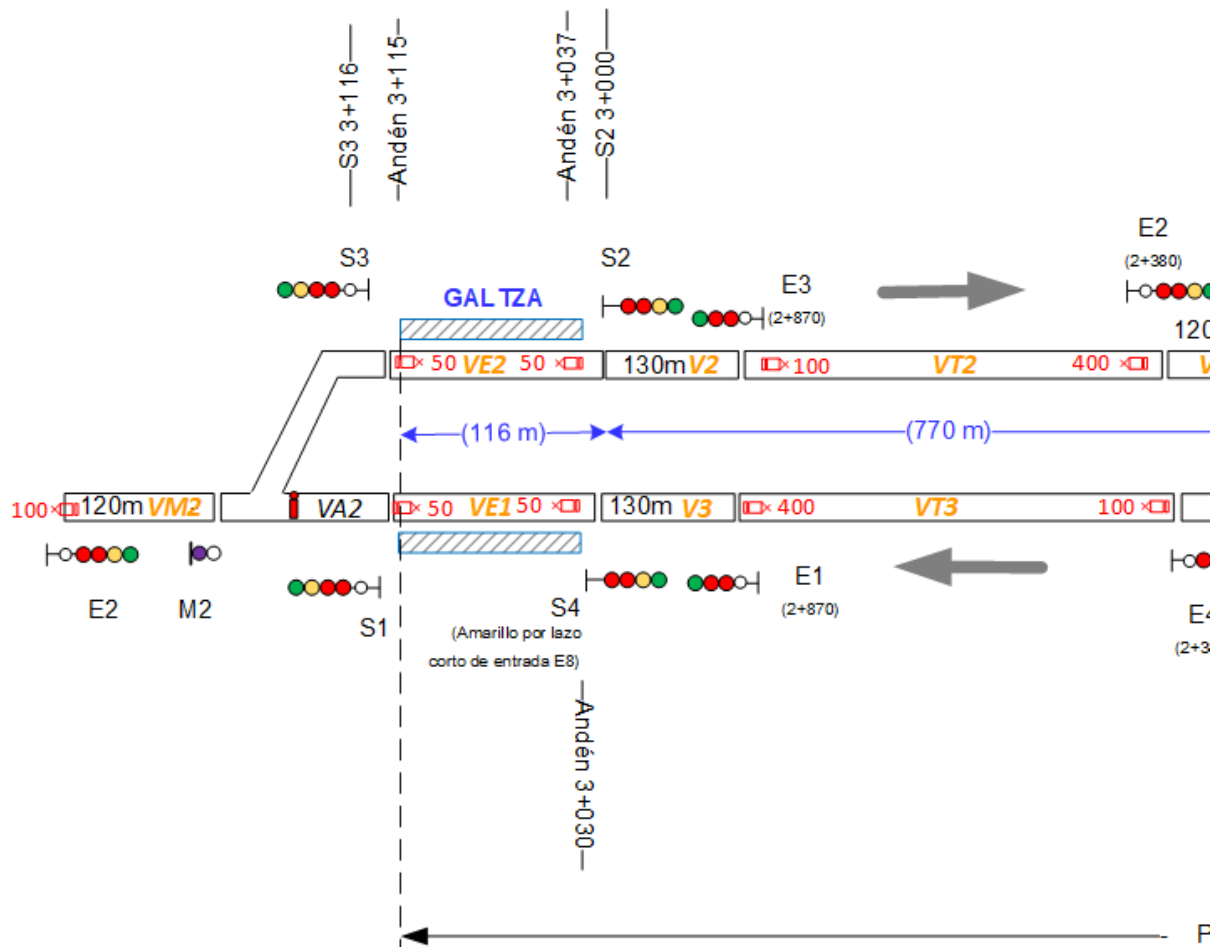 S3 3+116
Andén 3+115
Andén 3+037
S2 3+000
E2
(2+380)
S3
S2
E3
(2+870)
GALTZA
120
50 VE2 50
130m V2
100 VT2 400
V
(116 m)
(770 m)
100
120m VM2
VA2
50 VE1 50
130m V3
400 VT3 100
E2
M2
S1
S4
(Amarillo por lazo
corto de entrada E8)
E1
(2+870)
E4
(2+3
Andén 3+030
P